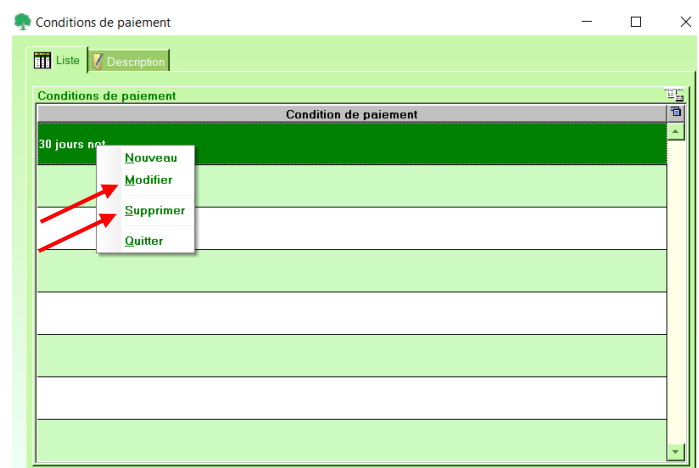 Conditions de paiement
Liste Description
Conditions de paiement
Condition de paiement
30 jours net
Nouveau
Modifier
Supprimer
Quitter